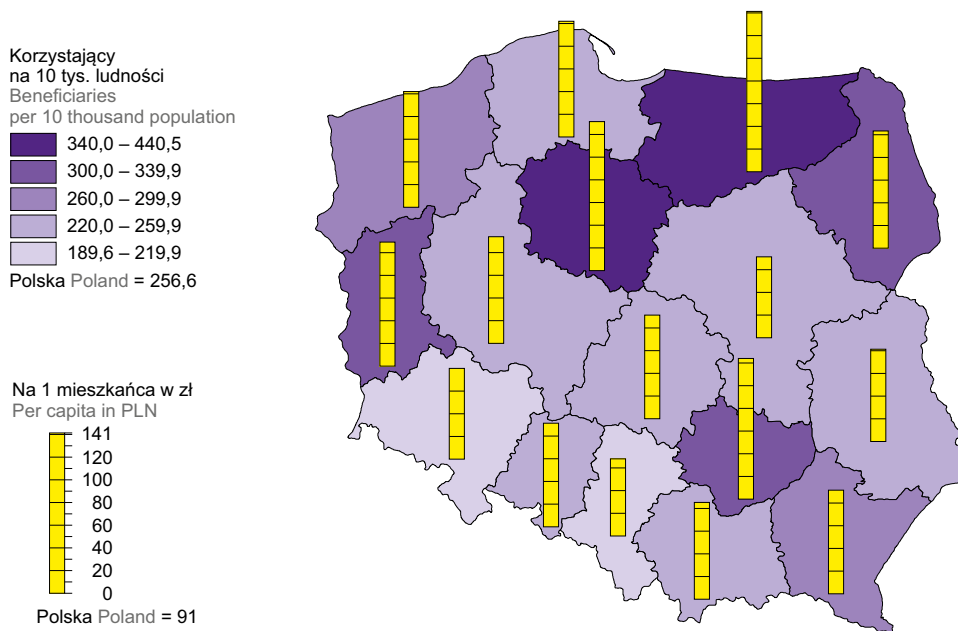 Korzystający
na 10 tys. ludności
Beneficiaries
per 10 thousand population
340,0 – 440,5
300,0 – 339,9
260,0 – 299,9
220,0 – 259,9
189,6 – 219,9
Polska Poland = 256,6
Na 1 mieszkańca w zł
Per capita in PLN
141
120
100
80
60
40
20
0
Polska Poland = 91